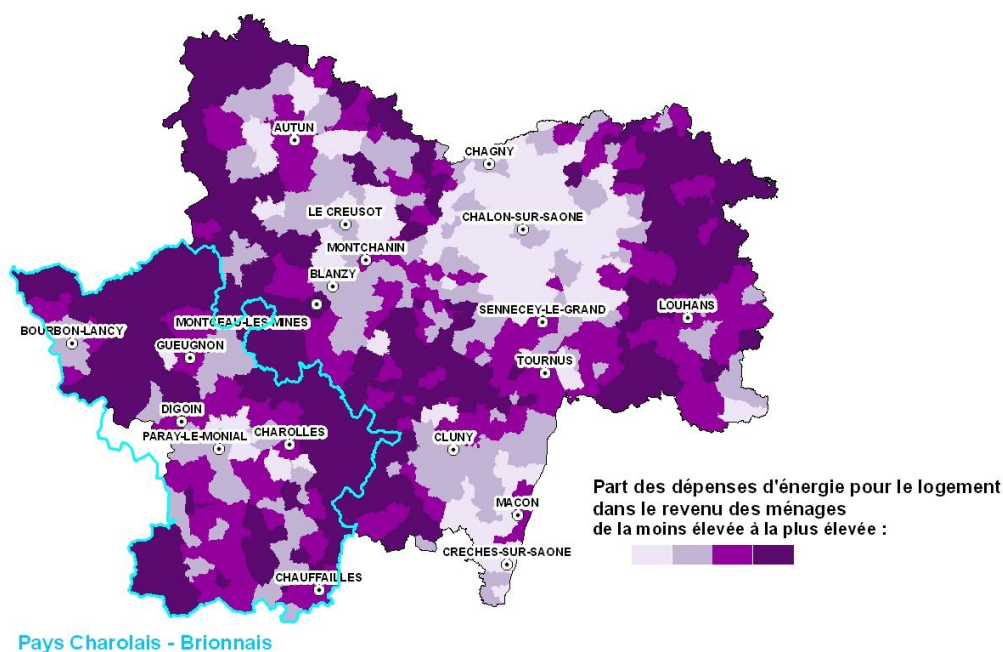 AUTUN
CHAGNY
LE CREUSOT
CHALON-SUR-SAONE
MONTCHANIN
BLANZY
MONTCEAU-LES-MINES
SENNECEY-LE-GRAND
LOUHANS
BOURBON-LANCY
GUEUGNON
TOURNUS
DIGOIN
PARAY-LE-MONIAL
CHAROLLES
CLUNY
MACON
CRECHES-SUR-SAONE
CHAUFFAILLES
Part des dépenses d'énergie pour le logement
dans le revenu des ménages
de la moins élevée à la plus élevée :
Pays Charolais - Brionnais